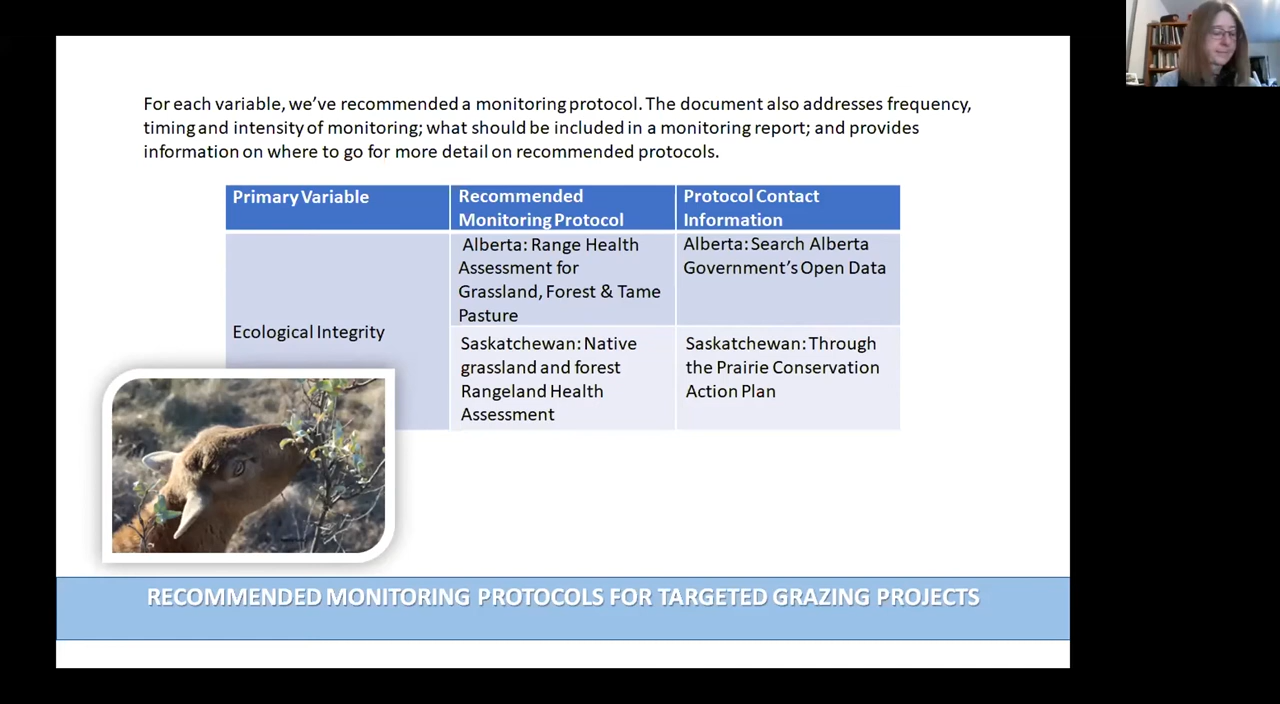 For each variable, we've recommended a monitoring protocol. The document also addresses frequency,
timing and intensity of monitoring; what should be included in a monitoring report; and provides
information on where to go for more detail on recommended protocols.
Primary Variable
Recommended
Monitoring Protocol
Protocol Contact
Information
Ecological Integrity
Alberta: Range Health
Assessment for
Grassland, Forest & Tame
Pasture
Alberta: Search Alberta
Government's Open Data
Saskatchewan: Native
grassland and forest
Rangeland Health
Assessment
Saskatchewan: Through
the Prairie Conservation
Action Plan
RECOMMENDED MONITORING PROTOCOLS FOR TARGETED GRAZING PROJECTS